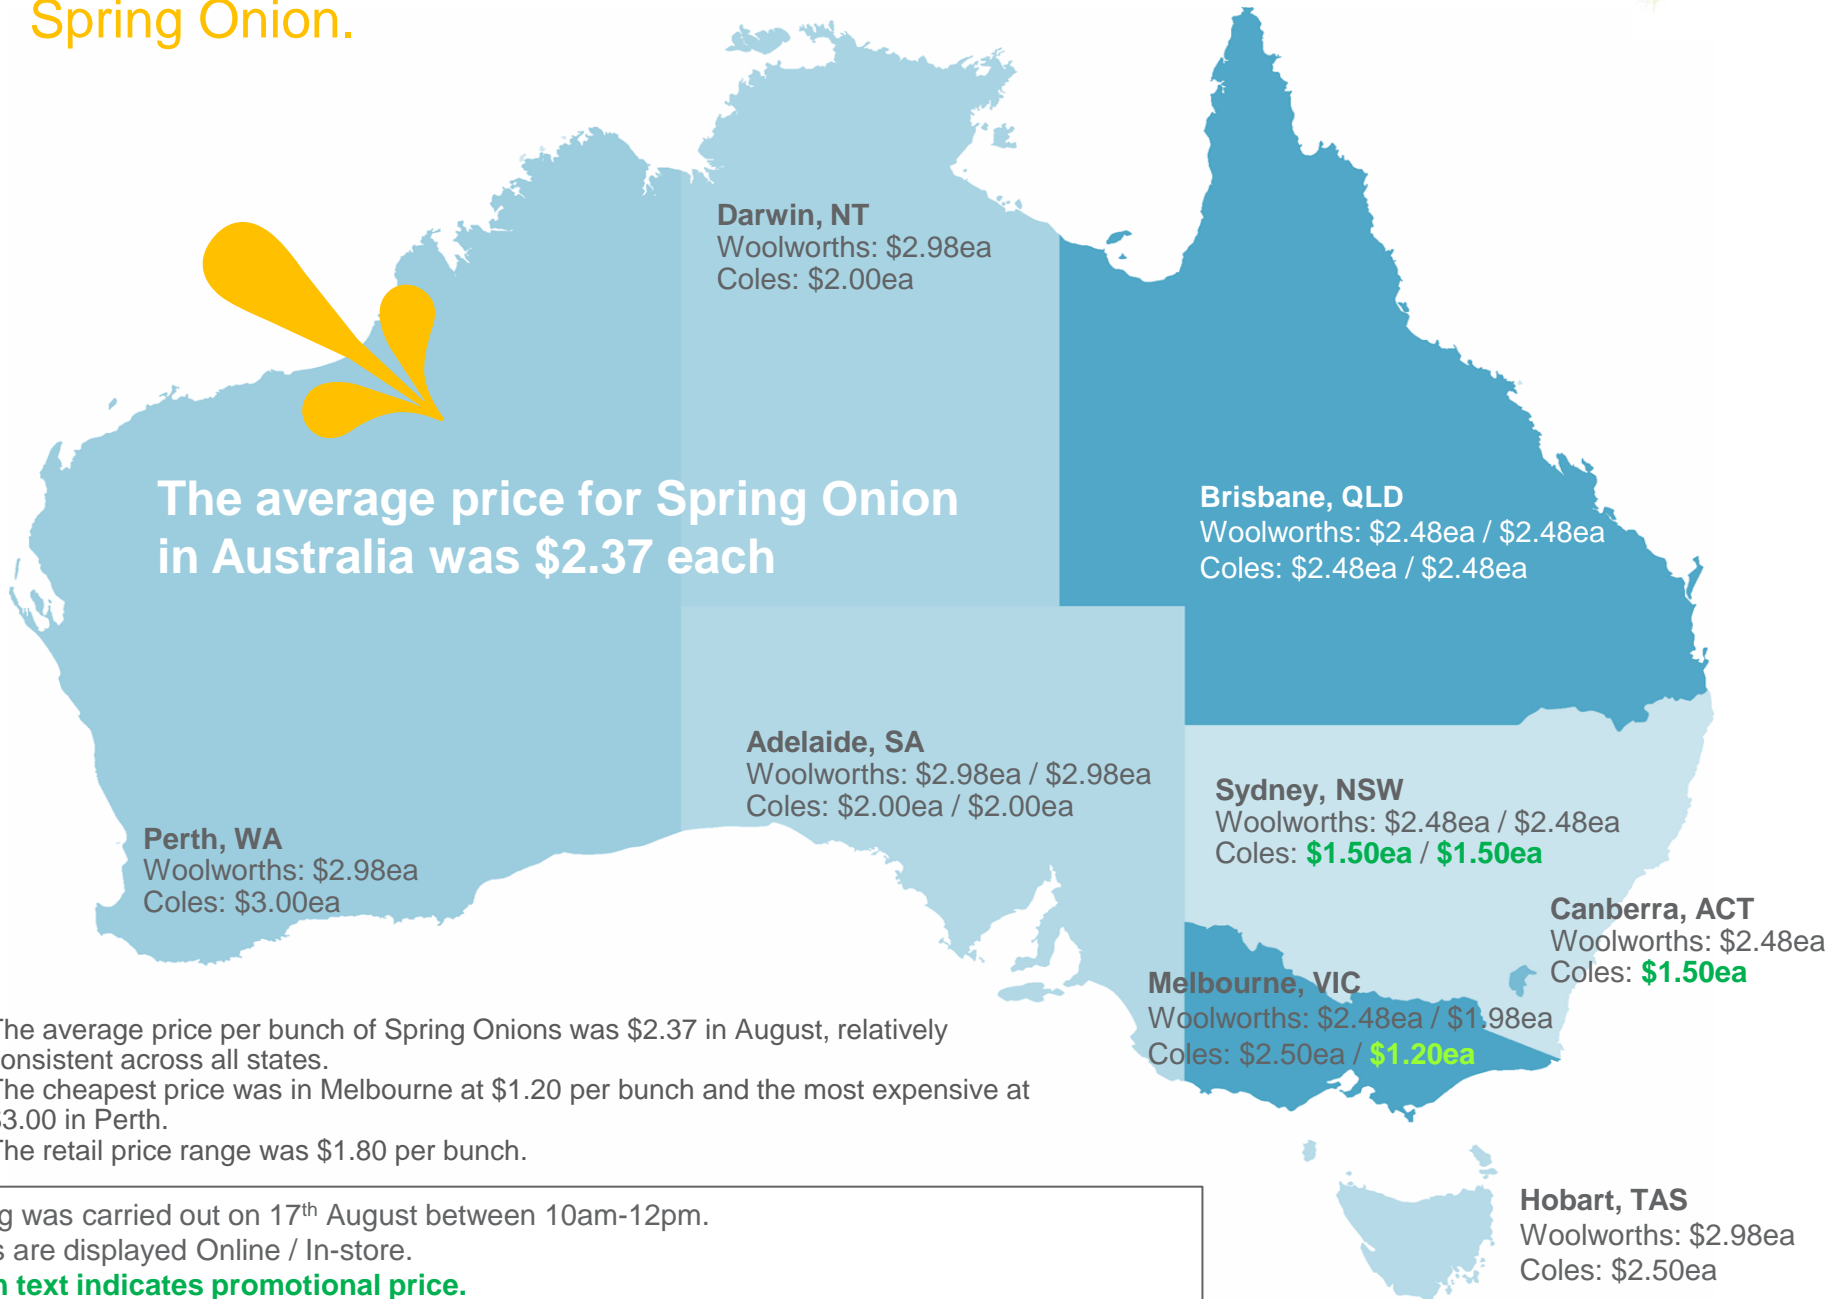 Spring Onion.
Darwin, NT
Woolworths: $2.98ea
Coles: $2.00ea
The average price for Spring Onion
in Australia was $2.37 each
Brisbane, QLD
Woolworths: $2.48ea / $2.48ea
Coles: $2.48ea / $2.48ea
Adelaide, SA
Woolworths: $2.98ea / $2.98ea
Coles: $2.00ea / $2.00ea
Sydney, NSW
Woolworths: $2.48ea / $2.48ea
Coles: $1.50ea / $1.50ea
Perth, WA
Woolworths: $2.98ea
Coles: $3.00ea
Canberra, ACT
Woolworths: $2.48ea
Coles: $1.50ea
Melbourne, VIC
Woolworths: $2.48ea / $1.98ea
Coles: $2.50ea / $1.20ea
The average price per bunch of Spring Onions was $2.37 in August, relatively
onsistent across all states.
The cheapest price was in Melbourne at $1.20 per bunch and the most expensive at
$3.00 in Perth.
The retail price range was $1.80 per bunch.
g was carried out on 17th August between 10am-12pm.
s are displayed Online / In-store.
n text indicates promotional price.
Hobart, TAS
Woolworths: $2.98ea
Coles: $2.50ea